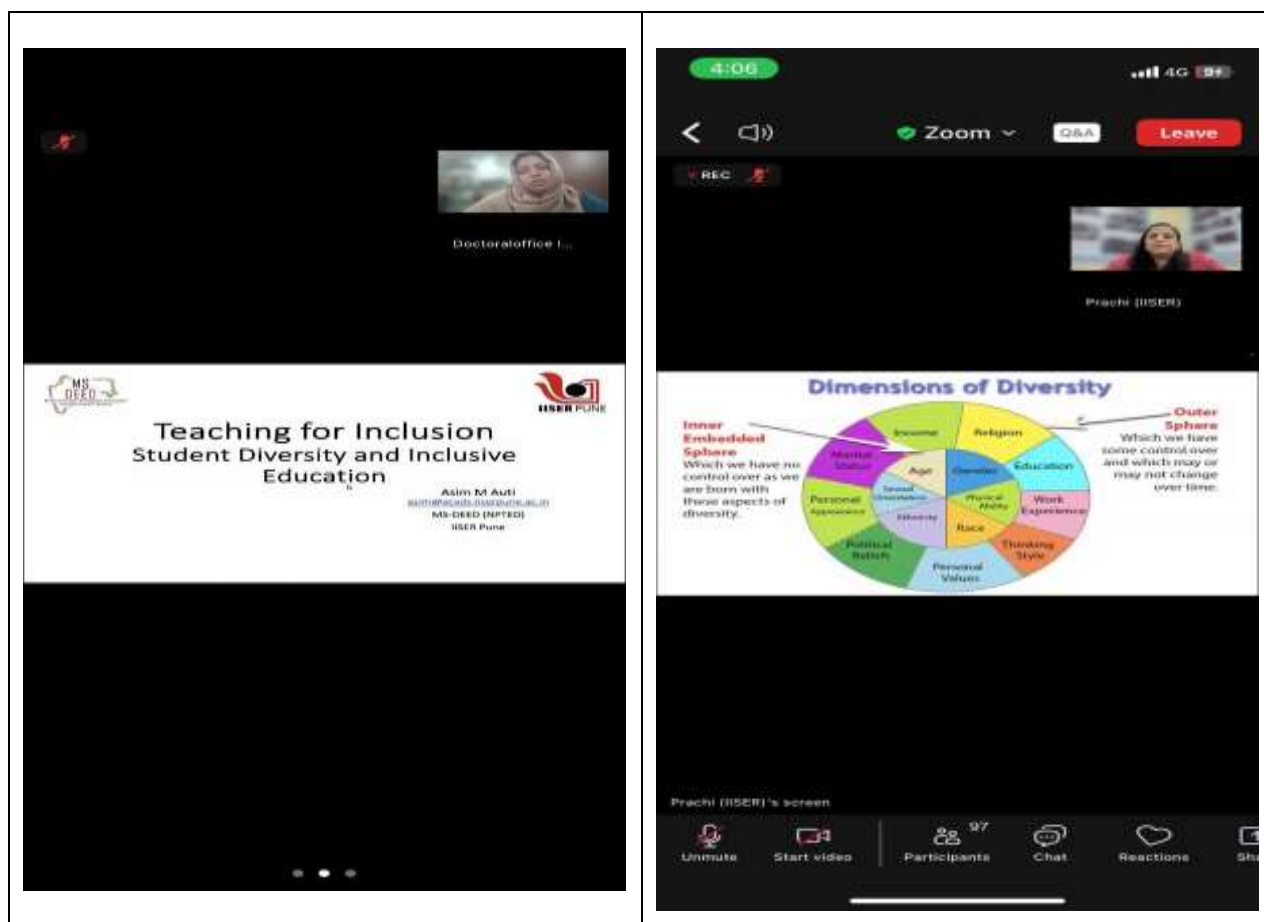 Doctoraloffice I...
MS
DEED
IISER PUNE
Teaching for Inclusion
Student Diversity and Inclusive
Education
Asim M Auti
MS-DEED (NPTED)
IISER Pune
4:06
4G
Zoom
Q&A
Leave
REC
Prachi (IISER)
Dimensions of Diversity
Inner
Embedded
Sphere
Which we have no
control over as we
are born with
these aspects of
diversity.
Outer
Sphere
Which we have
some control over
and which may or
may not change
over time.
Income
Religion
Marital
Status
Age
Gender
Education
Personal
Appearance
Sexual
Orientation
Physical
Ability
Work
Experience
Ethnicity
Race
Political
Beliefs
Thinking
Style
Personal
Values
Prachi (IISER)'s screen
97
Unmute
Start video
Participants
Chat
Reactions